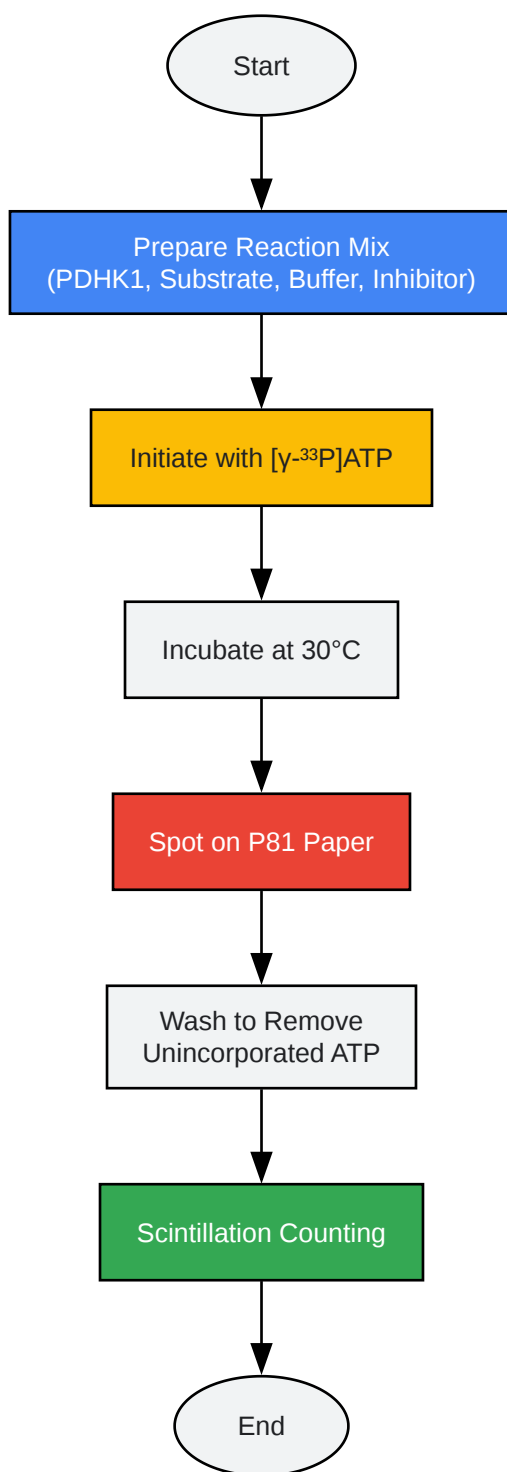 Start
Prepare Reaction Mix
(PDHK1, Substrate, Buffer, Inhibitor)
Initiate with [γ-³³P]ATP
Incubate at 30°C
Spot on P81 Paper
Wash to Remove
Unincorporated ATP
Scintillation Counting
End